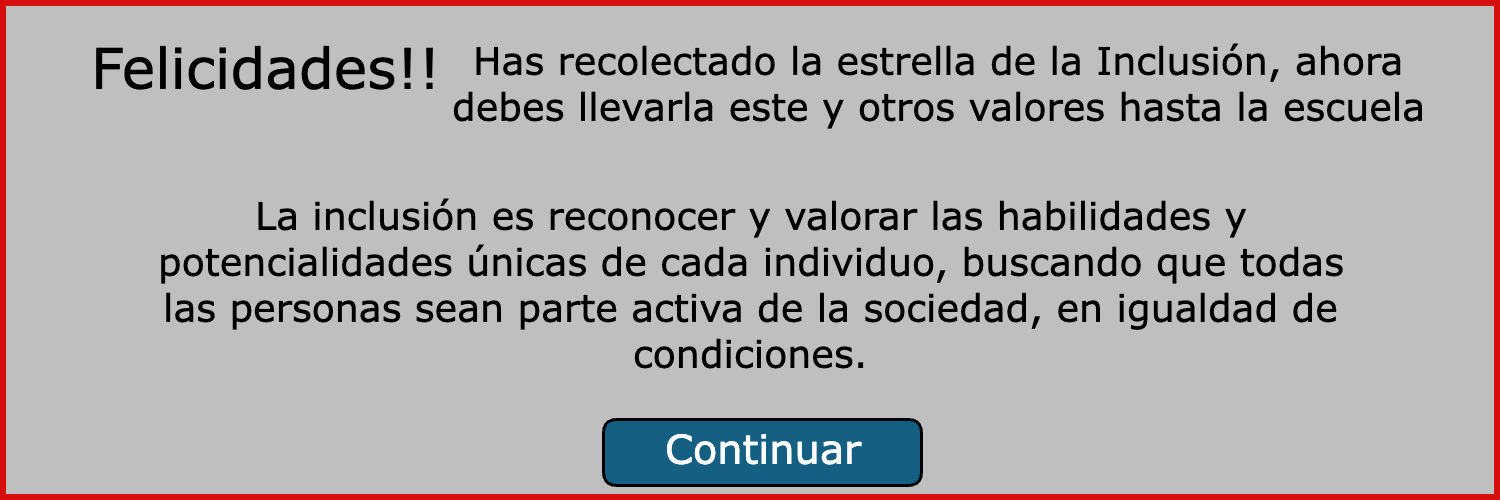 Felicidades!!
Has recolectado la estrella de la Inclusión, ahora
debes llevarla este y otros valores hasta la escuela
La inclusión es reconocer y valorar las habilidades y
potencialidades únicas de cada individuo, buscando que todas
las personas sean parte activa de la sociedad, en igualdad de
condiciones.
Continuar